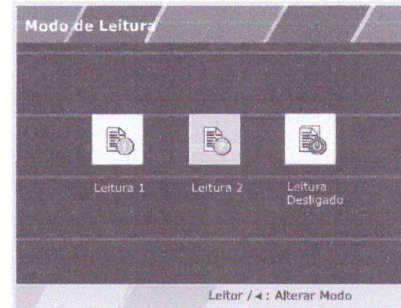 Modo de Leitura
Leitura 1
Leitura 2
Leitura
Desligado
Leitor / ◄ : Alterar Modo